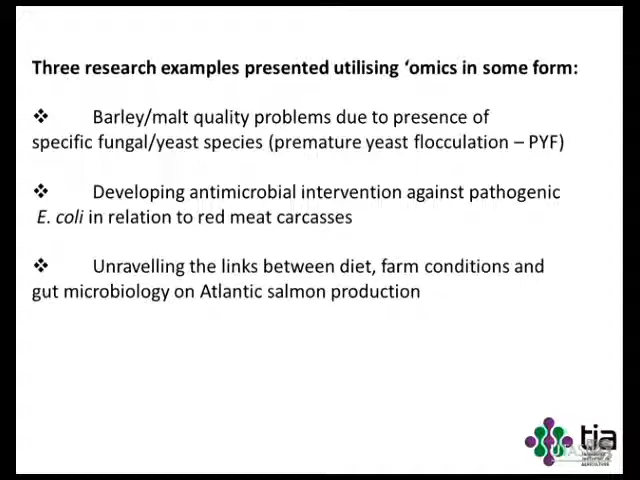 Three research examples presented utilising ‘omics in some form:
❖ Barley/malt quality problems due to presence of
specific fungal/yeast species (premature yeast flocculation – PYF)
❖ Developing antimicrobial intervention against pathogenic
E. coli in relation to red meat carcasses
❖ Unravelling the links between diet, farm conditions and
gut microbiology on Atlantic salmon production
tia